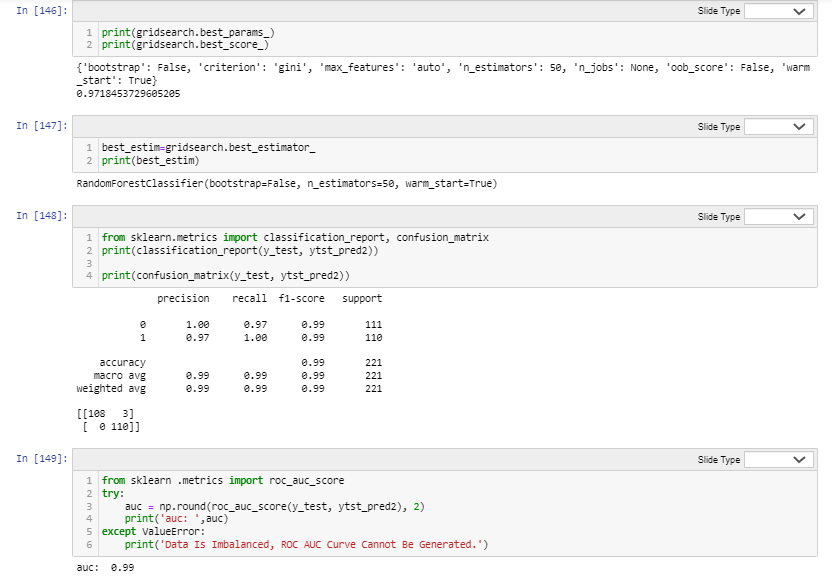 In [146]:
Slide Type
1 print(gridsearch.best_params_)
2 print(gridsearch.best_score_)
{'bootstrap': False, 'criterion': 'gini', 'max_features': 'auto', 'n_estimators': 50, 'n_jobs': None, 'oob_score': False, 'warm
_start': True}
0.9718453729605205
In [147]:
Slide Type
1 best_estim=gridsearch.best_estimator_
2 print(best_estim)
RandomForestClassifier(bootstrap=False, n_estimators=50, warm_start=True)
In [148]:
Slide Type
1 from sklearn.metrics import classification_report, confusion_matrix
2 print(classification_report(y_test, ytst_pred2))
3
4 print(confusion_matrix(y_test, ytst_pred2))
precision recall f1-score support
0 1.00 0.97 0.99 111
1 0.97 1.00 0.99 110
accuracy 0.99 221
macro avg 0.99 0.99 0.99 221
weighted avg 0.99 0.99 0.99 221
[[108 3]
[ 0 110]]
In [149]:
Slide Type
1 from sklearn .metrics import roc_auc_score
2 try:
3 auc = np.round(roc_auc_score(y_test, ytst_pred2), 2)
4 print('auc: ',auc)
5 except ValueError:
6 print('Data Is Imbalanced, ROC AUC Curve Cannot Be Generated.')
auc: 0.99